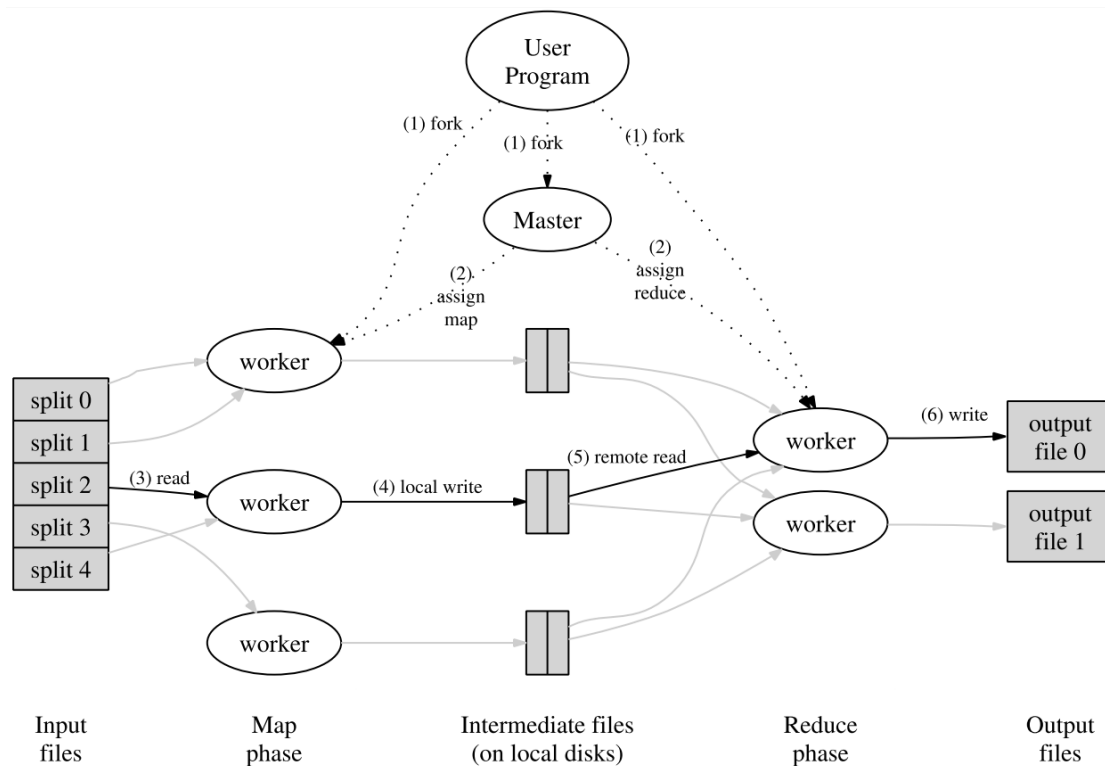 User
Program
(1) fork
(1) fork
(1) fork
Master
(2)
assign
map
(2)
assign
reduce
worker
split 0
split 1
split 2
split 3
split 4
(3) read
worker
(4) local write
(5) remote read
worker
(6) write
output
file 0
worker
output
file 1
worker
Input
files
Map
phase
Intermediate files
(on local disks)
Reduce
phase
Output
files